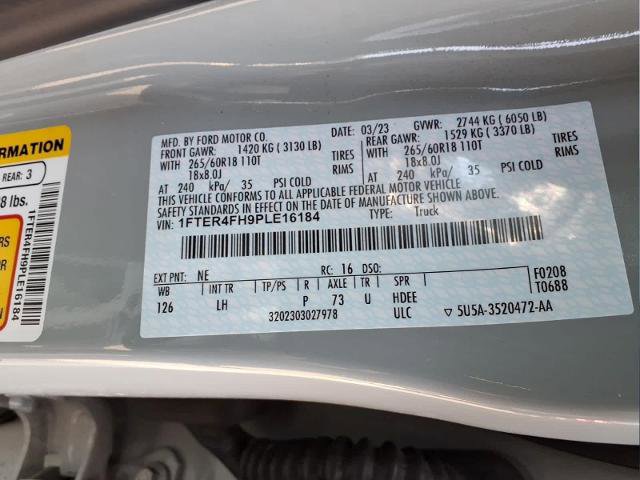 MFD. BY FORD MOTOR CO.
DATE: 03/23 GVWR: 2744 KG ( 6050 LB)
FRONT GAWR: 1420 KG ( 3130 LB)
REAR GAWR: 1529 KG ( 3370 LB)
265/60R18 110T TIRES
265/60R18 110T TIRES
18x8.0J RIMS
18x8.0J RIMS
AT 240 kPa/ 35 PSI COLD
AT 240 kPa/ 35 PSI COLD
THIS VEHICLE CONFORMS TO ALL APPLICABLE FEDERAL MOTOR VEHICLE
SAFETY STANDARDS IN EFFECT ON THE DATE OF MANUFACTURE SHOWN ABOVE.
VIN: 1FTER4FH9PLE16184
TYPE: Truck
EXT PNT: NE RC: 16 DSO:
WB INT TR TP/PS R AXLE TR SPR
126 LH P 73 U HDEE
F0208
T0688
3202303027978 ULC ▽ 5U5A-3520472-AA
RMATION
REAR: 3
8 lbs.
RS
OR
N
1FTER4FH9PLE16184